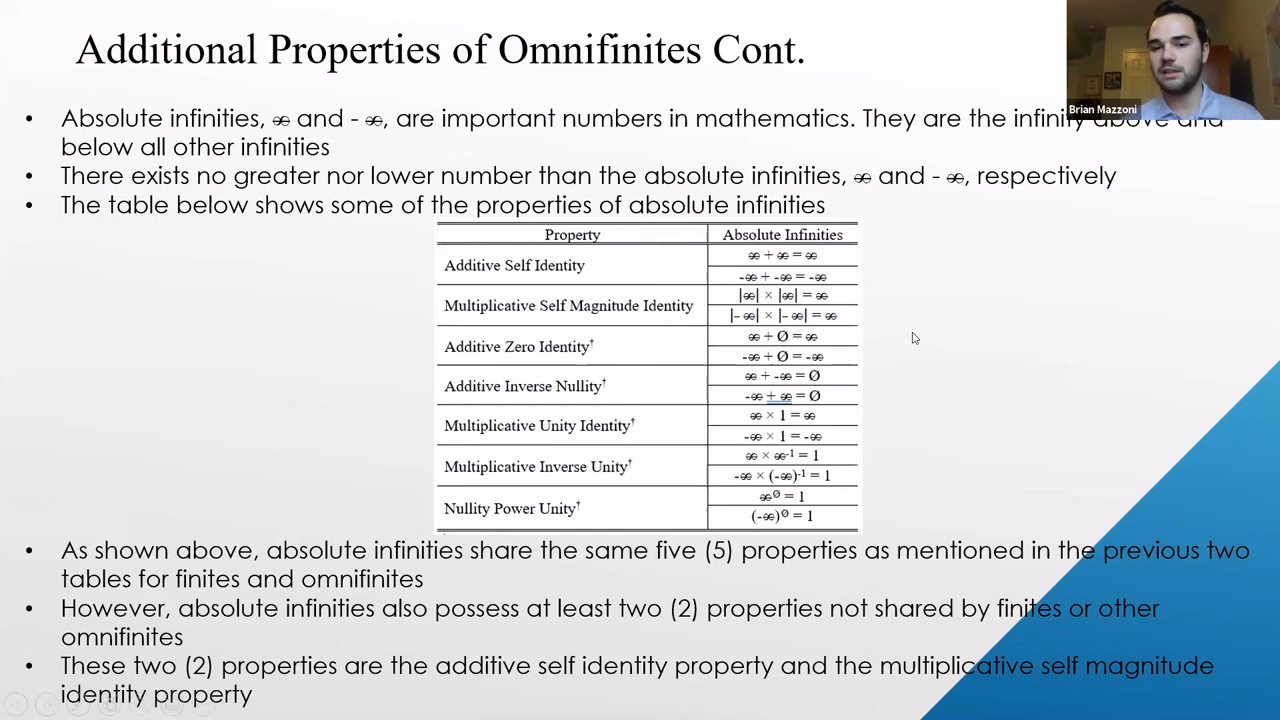 Additional Properties of Omnifinites Cont.
Brian Mazzoni
• Absolute infinities, ∞ and - ∞, are important numbers in mathematics. They are the infinity above and
below all other infinities
• There exists no greater nor lower number than the absolute infinities, ∞ and - ∞, respectively
• The table below shows some of the properties of absolute infinities
Property Absolute Infinities
Additive Self Identity
∞ + ∞ = ∞
-∞ + -∞ = -∞
Multiplicative Self Magnitude Identity
|∞| × |∞| = ∞
|- ∞| × |- ∞| = ∞
Additive Zero Identity†
∞ + Ø = ∞
-∞ + Ø = -∞
Additive Inverse Nullity†
∞ + -∞ = Ø
-∞ + ∞ = Ø
Multiplicative Unity Identity†
∞ × 1 = ∞
-∞ × 1 = -∞
Multiplicative Inverse Unity†
∞ × ∞⁻¹ = 1
-∞ × (-∞)⁻¹ = 1
Nullity Power Unity†
∞^Ø = 1
(-∞)^Ø = 1
• As shown above, absolute infinities share the same five (5) properties as mentioned in the previous two
tables for finites and omnifinites
• However, absolute infinities also possess at least two (2) properties not shared by finites or other
omnifinites
• These two (2) properties are the additive self identity property and the multiplicative self magnitude
identity property